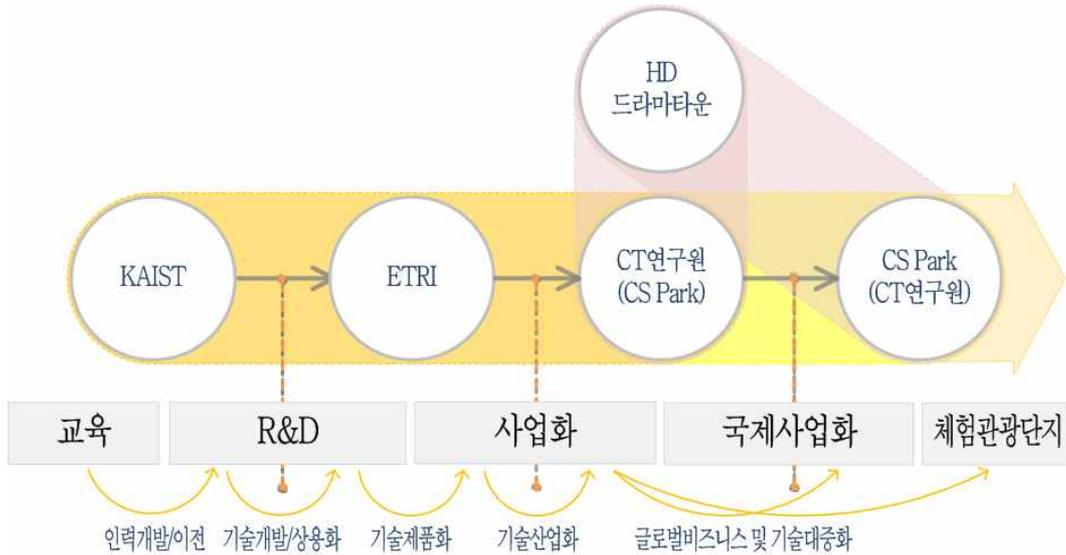 HD
드라마타운
KAIST
ETRI
CT연구원
(CS Park)
CS Park
(CT연구원)
교육
R&D
사업화
국제사업화
체험관광단지
인력개발/이전
기술개발/상용화
기술제품화
기술산업화
글로벌비즈니스 및 기술대중화